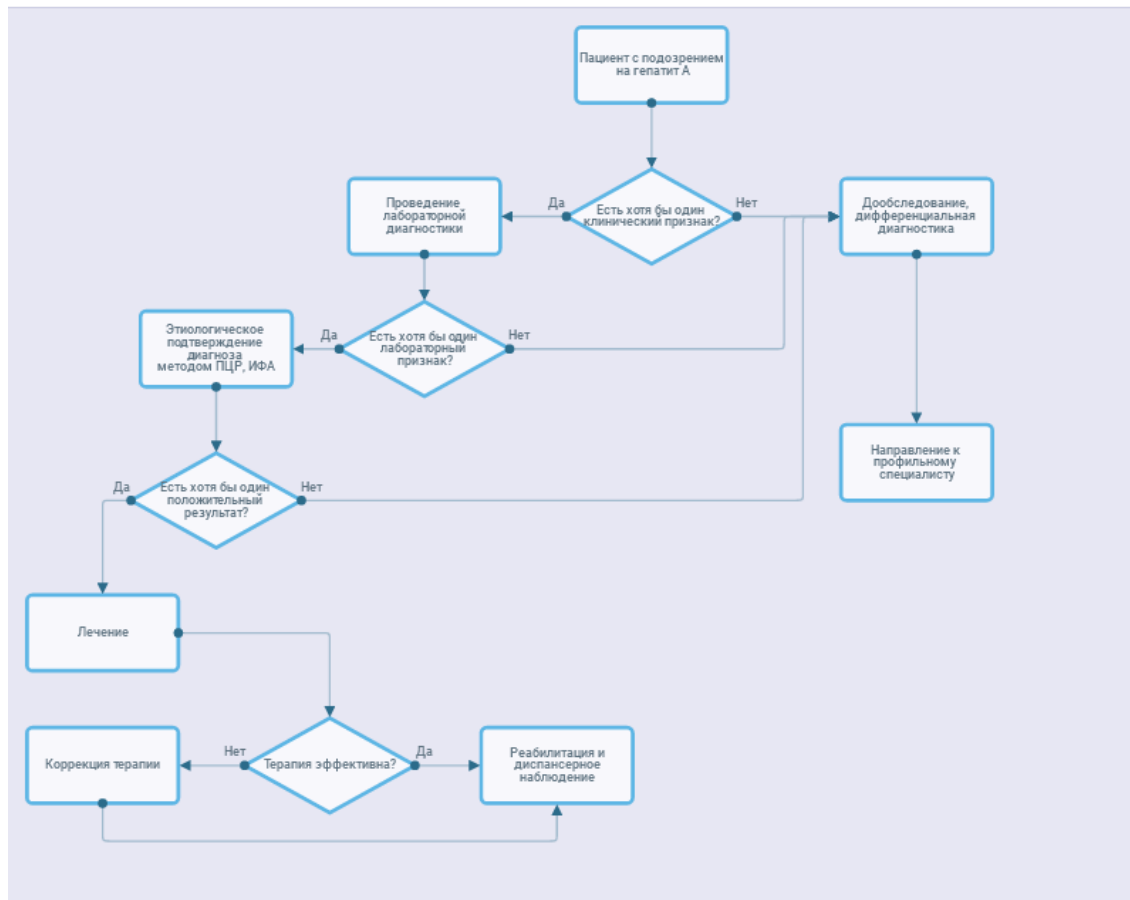 Пациент с подозрением
на гепатит А
Проведение
лабораторной
диагностики
Да
Есть хотя бы один
клинический признак?
Нет
Дообследование,
дифференциальная
диагностика
Этиологическое
подтверждение
диагноза
методом ПЦР, ИФА
Да
Есть хотя бы один
лабораторный
признак?
Нет
Направление к
профильному
специалисту
Да
Есть хотя бы один
положительный
результат?
Нет
Лечение
Коррекция терапии
Нет
Терапия эффективна?
Да
Реабилитация и
диспансерное
наблюдение